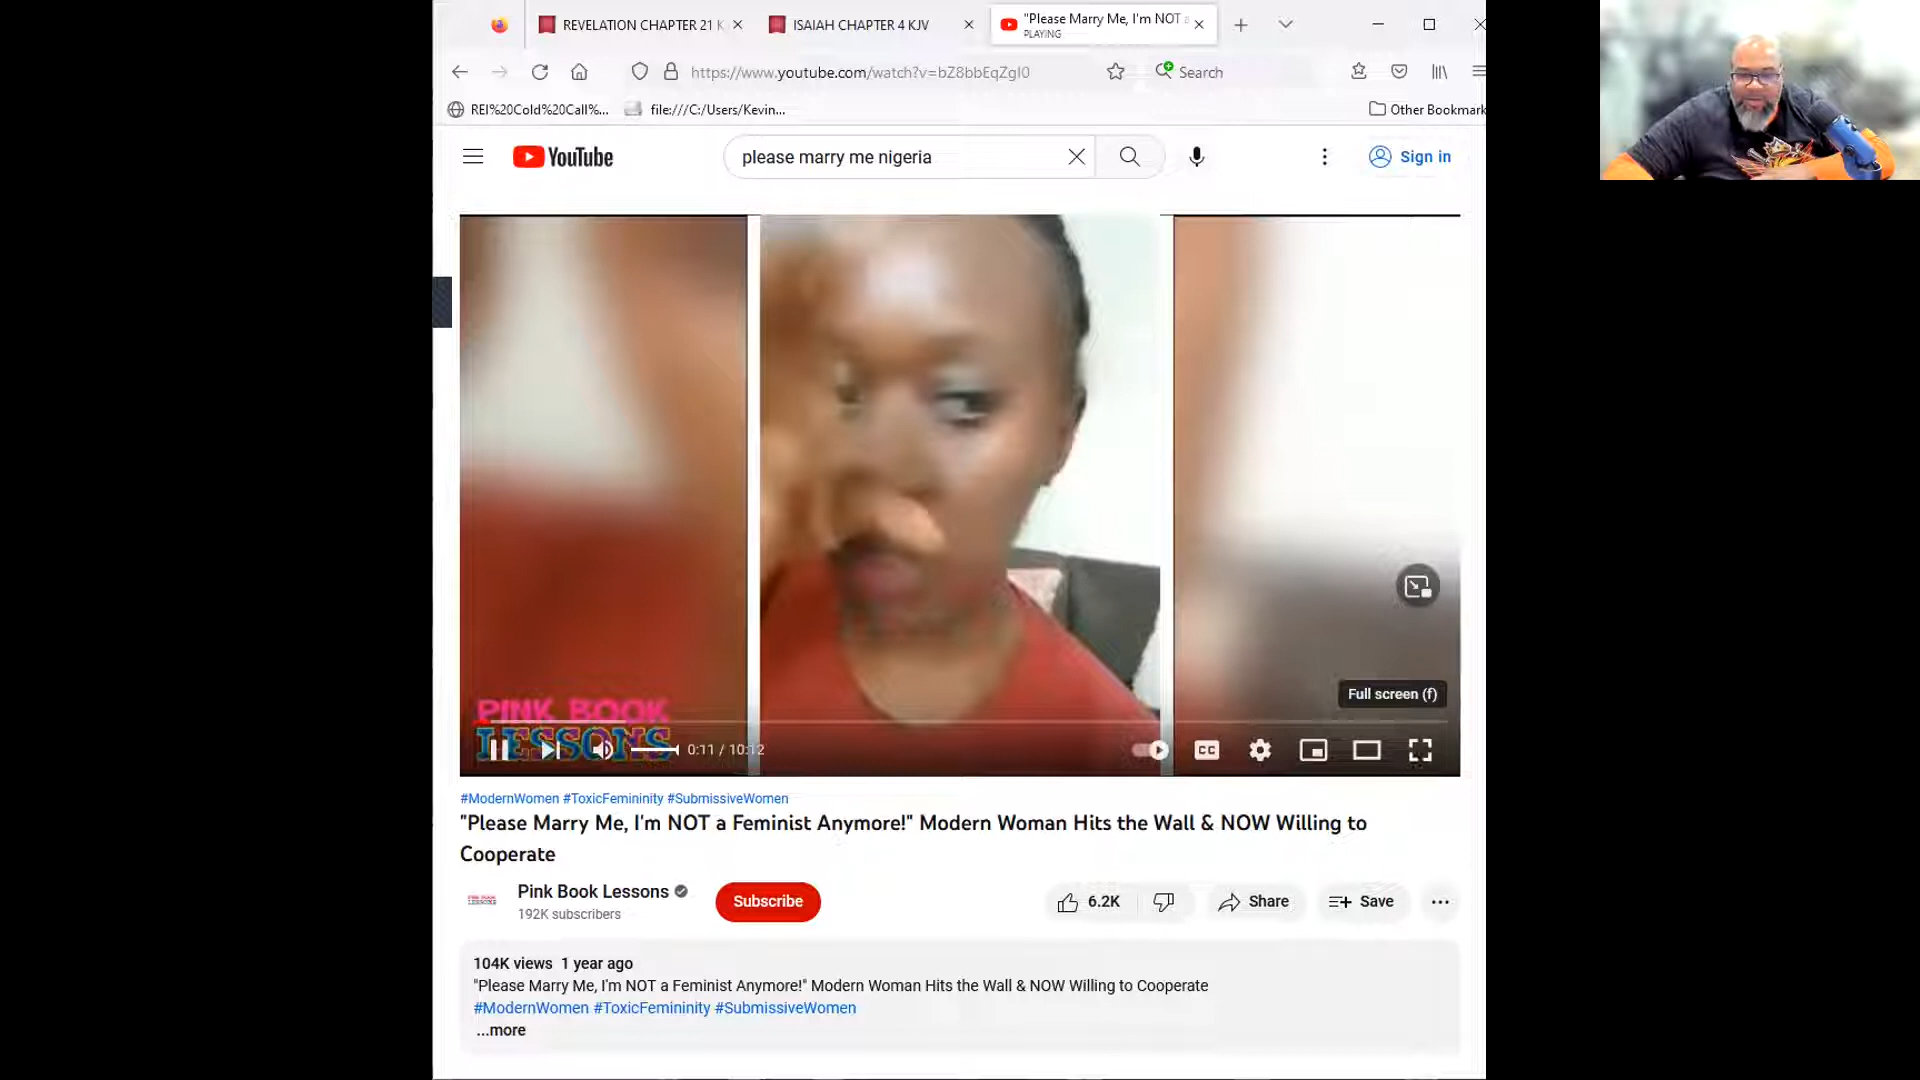 REVELATION CHAPTER 21 K
ISAIAH CHAPTER 4 KJV
"Please Marry Me, I'm NOT a
PLAYING
https://www.youtube.com/watch?v=bZ8bbEqZgI0
Search
REI%20Cold%20Call%...
file:///C:/Users/Kevin...
Other Bookmark
YouTube
please marry me nigeria
Sign in
Full screen (f)
PINK BOOK
LESSONS
0:11 / 10:12
CC
#ModernWomen #ToxicFemininity #SubmissiveWomen
"Please Marry Me, I'm NOT a Feminist Anymore!" Modern Woman Hits the Wall & NOW Willing to
Cooperate
PINK BOOK
LESSONS
Pink Book Lessons
192K subscribers
Subscribe
6.2K
Share
Save
104K views 1 year ago
"Please Marry Me, I'm NOT a Feminist Anymore!" Modern Woman Hits the Wall & NOW Willing to Cooperate
#ModernWomen #ToxicFemininity #SubmissiveWomen
...more